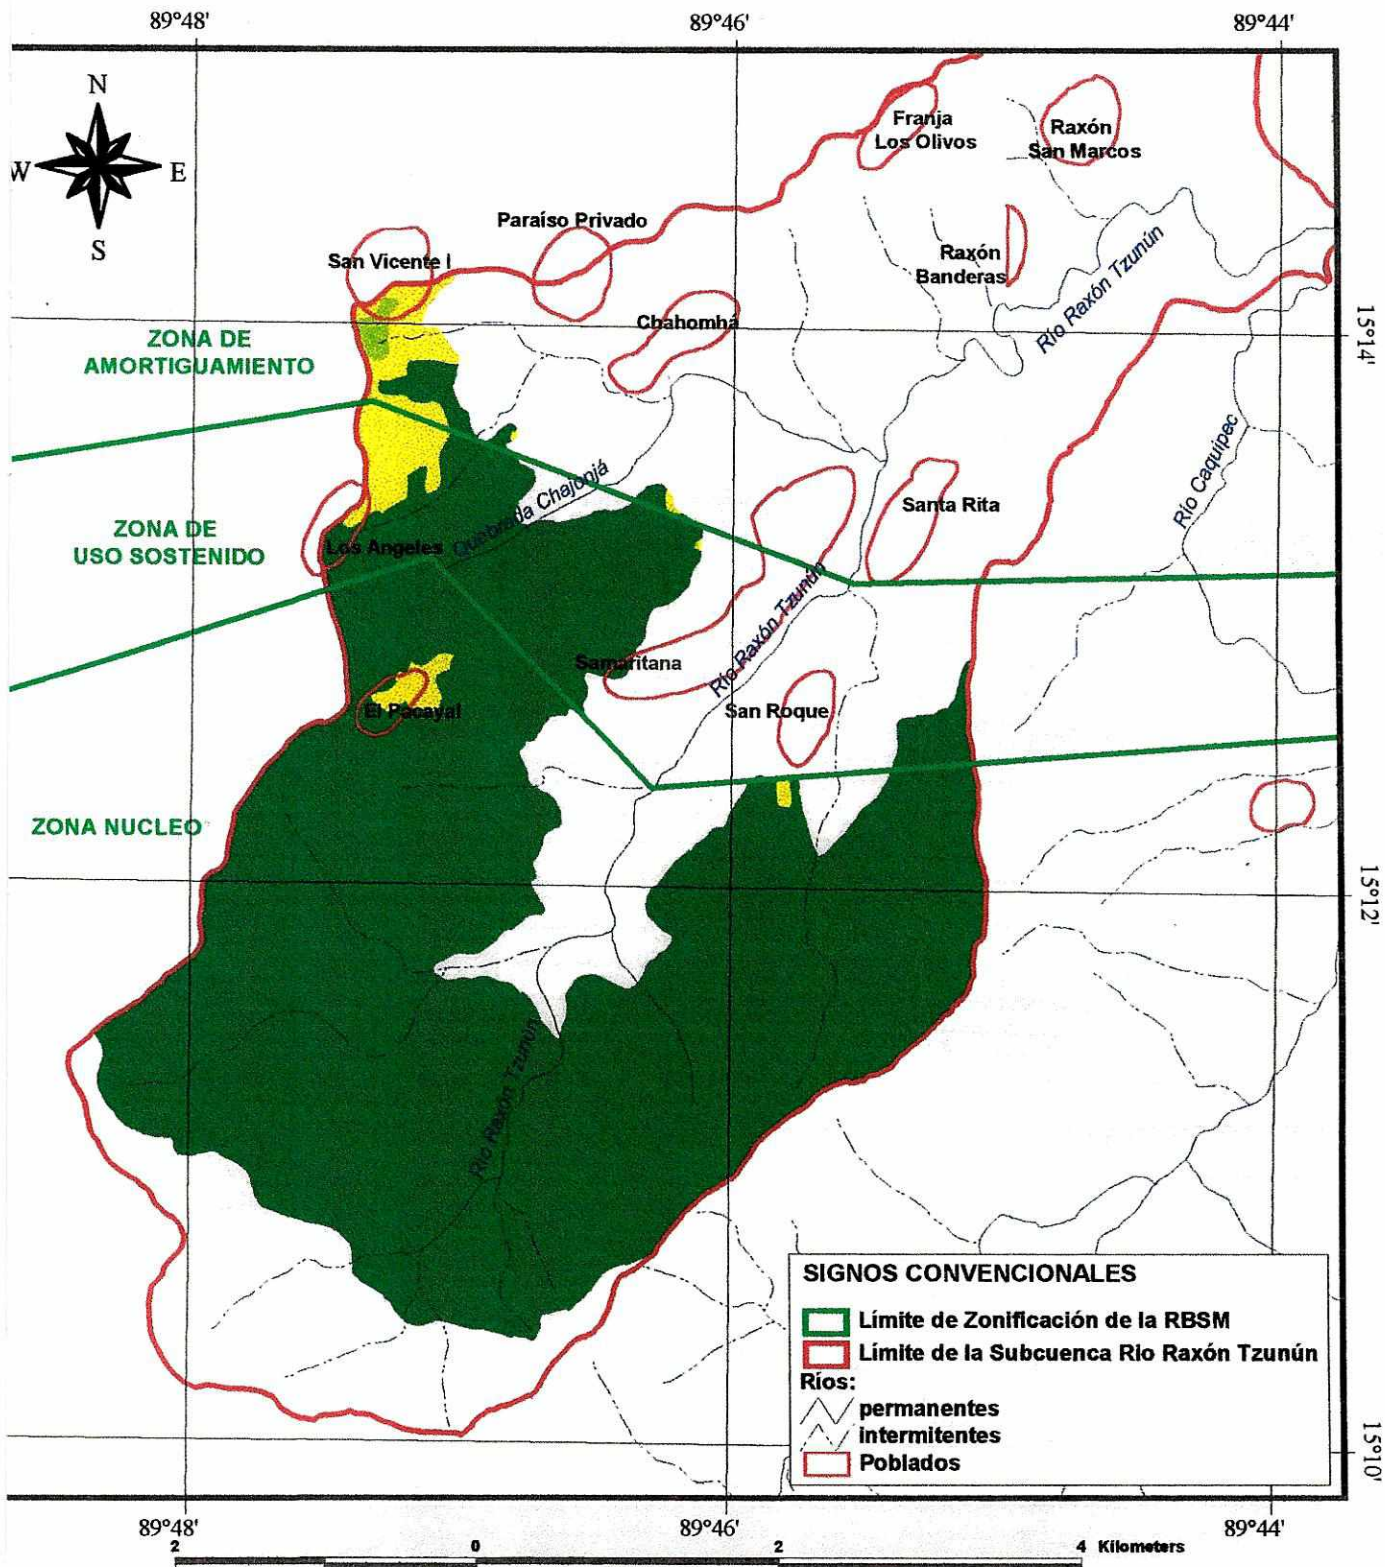 89°48'
89°46'
89°44'
N
W
E
S
Franja
Los Olivos
Raxón
San Marcos
Paraíso Privado
San Vicente I
Raxón
Banderas
Río Raxón Tzunún
Chahomhá
15°14'
ZONA DE
AMORTIGUAMIENTO
Río Caquipec
Quebrada Chajonjá
Santa Rita
ZONA DE
USO SOSTENIDO
Los Angeles
Río Raxón Tzunún
Samaritana
El Pacayal
San Roque
ZONA NUCLEO
15°12'
Río Raxón Tzunún
SIGNOS CONVENCIONALES
Límite de Zonificación de la RBSM
Límite de la Subcuenca Rio Raxón Tzunún
Ríos:
permanentes
intermitentes
Poblados
15°10'
89°48'
89°46'
89°44'
2
0
2
4 Kilometers